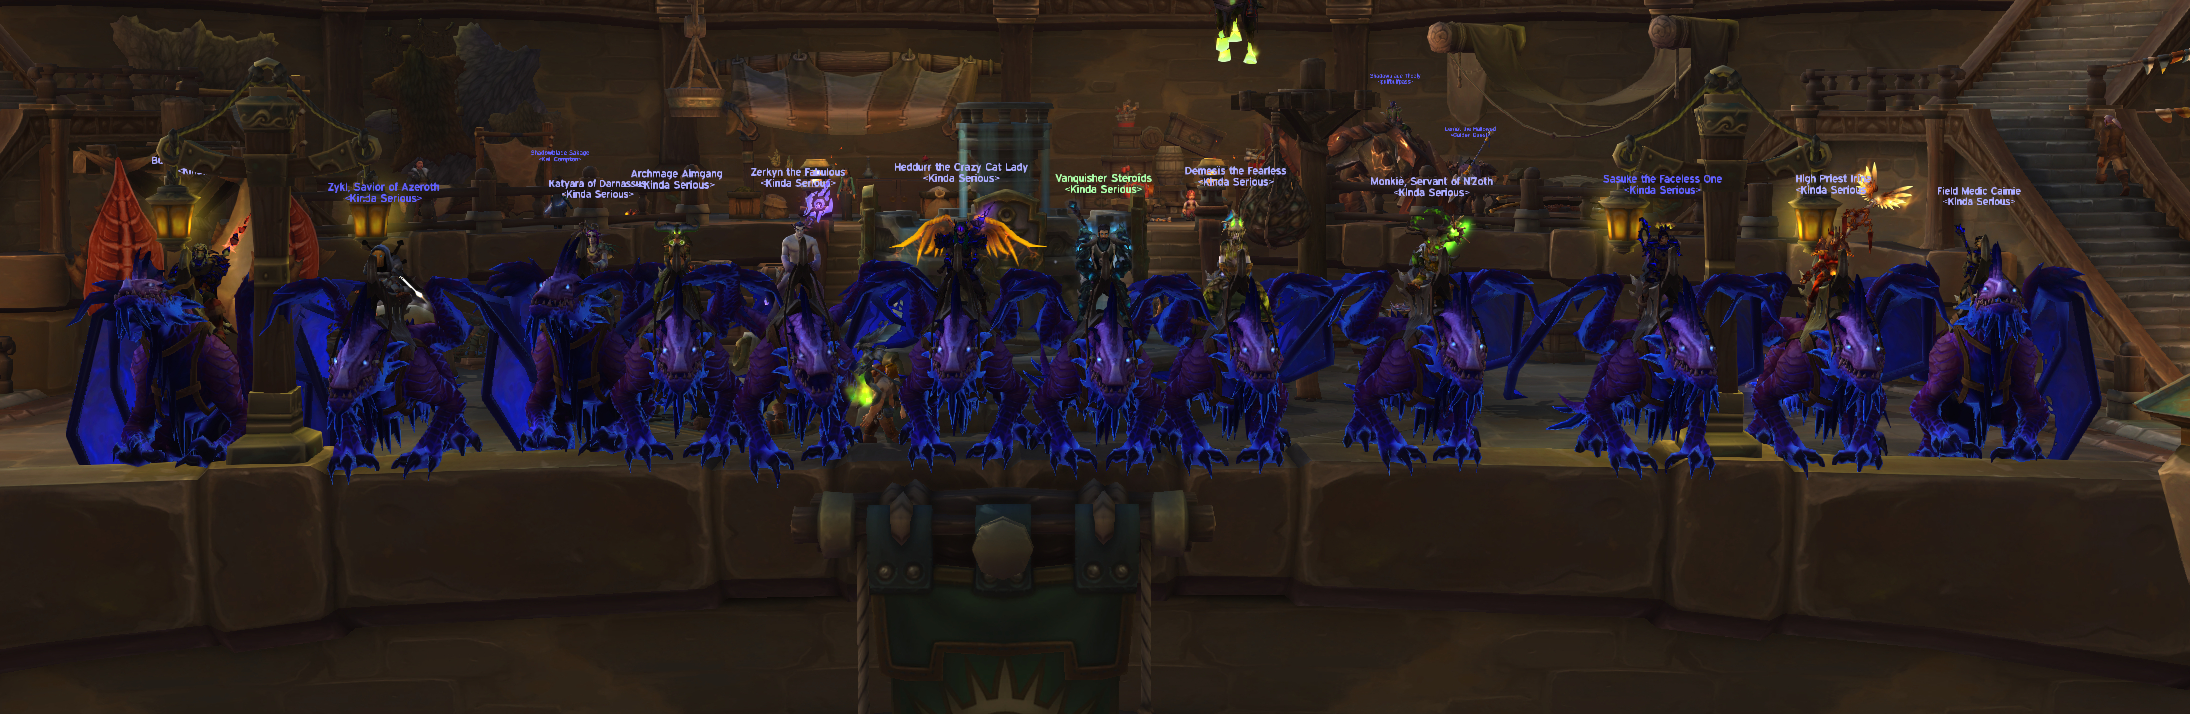 Zyki, Savior of Azeroth
<Kinda Serious>
Katyara of Darnassus
<Kinda Serious>
Archmage Almgang
<Kinda Serious>
Zerkyn the Fabulous
<Kinda Serious>
Heddurr the Crazy Cat Lady
<Kinda Serious>
Vanquisher Steroids
<Kinda Serious>
Demesis the Fearless
<Kinda Serious>
Monkië, Servant of N'Zoth
<Kinda Serious>
Sasuke the Faceless One
<Kinda Serious>
High Priest
<Kinda Serious>
Field Medic Caimie
<Kinda Serious>